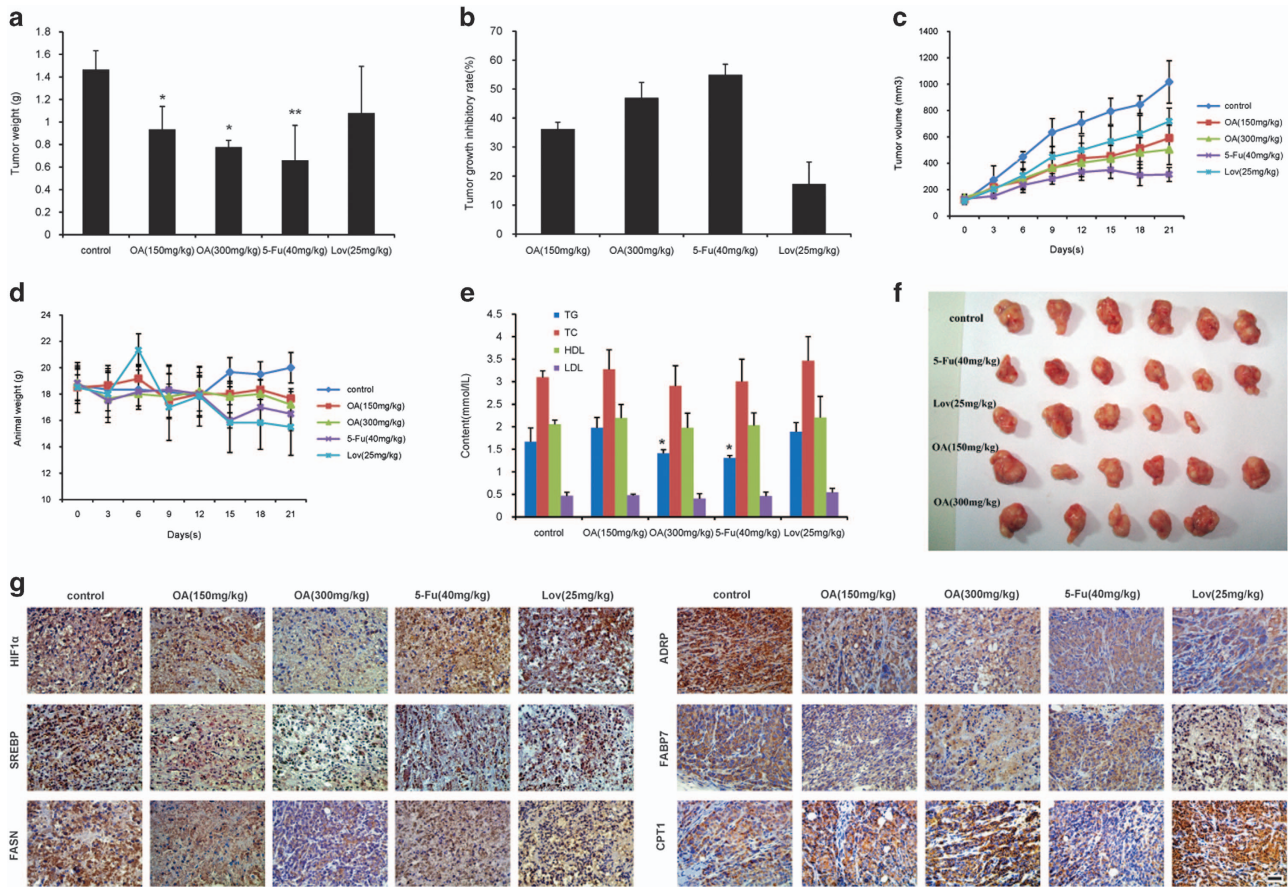 a
Tumor weight (g)
1.8
1.6
1.4
1.2
1
0.8
0.6
0.4
0.2
0
*
*
**
control OA(150mg/kg) OA(300mg/kg) 5-Fu(40mg/kg) Lov(25mg/kg)
b
Tumor growth inhibitory rate(%)
70
60
50
40
30
20
10
0
OA(150mg/kg) OA(300mg/kg) 5-Fu(40mg/kg) Lov(25mg/kg)
c
Tumor volume (mm3)
1400
1200
1000
800
600
400
200
0
0 3 6 9 12 15 18 21
Days(s)
control
OA(150mg/kg)
OA(300mg/kg)
5-Fu(40mg/kg)
Lov(25mg/kg)
d
Animal weight (g)
24
22
20
18
16
14
12
10
0 3 6 9 12 15 18 21
Days(s)
control
OA(150mg/kg)
OA(300mg/kg)
5-Fu(40mg/kg)
Lov(25mg/kg)
e
Content(mmol/lL)
4.5
4
3.5
3
2.5
2
1.5
1
0.5
0
TG
TC
HDL
LDL
*
*
control OA(150mg/kg) OA(300mg/kg) 5-Fu(40mg/kg) Lov(25mg/kg)
f
control
5-Fu(40mg/kg)
Lov(25mg/kg)
OA(150mg/kg)
OA(300mg/kg)
g
control OA(150mg/kg) OA(300mg/kg) 5-Fu(40mg/kg) Lov(25mg/kg)
HIF1α
SREBP
FASN
control OA(150mg/kg) OA(300mg/kg) 5-Fu(40mg/kg) Lov(25mg/kg)
ADRP
FABP7
CPT1